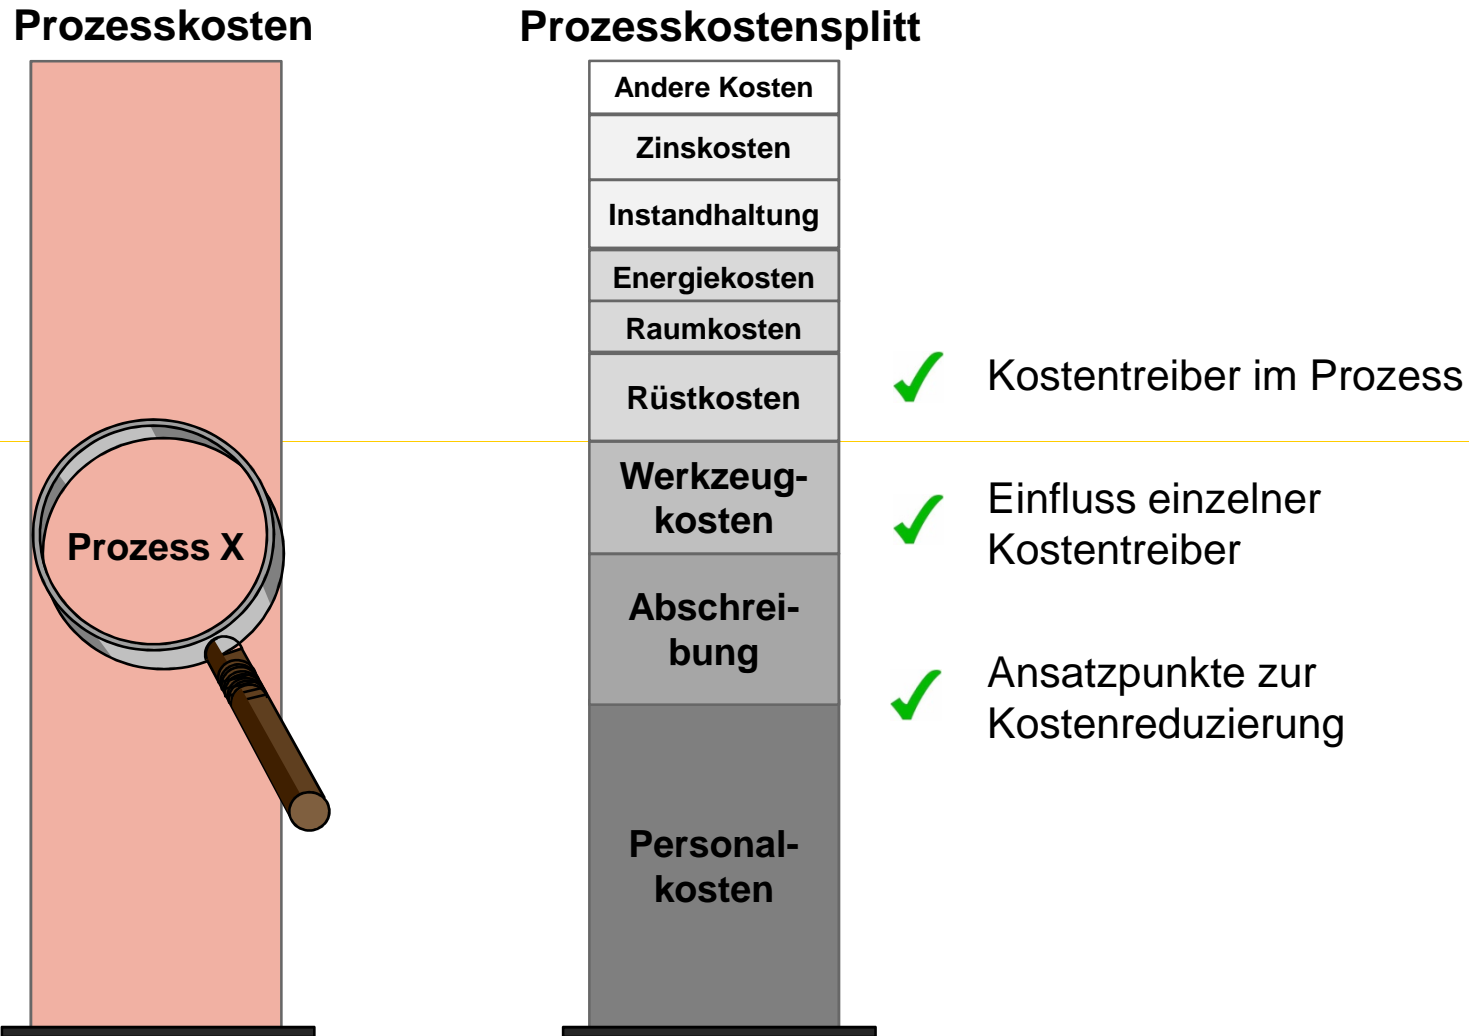 Prozesskosten
Prozesskostensplitt
Prozess X
Andere Kosten
Zinskosten
Instandhaltung
Energiekosten
Raumkosten
Rüstkosten
Werkzeug-
kosten
Abschrei-
bung
Personal-
kosten
Kostentreiber im Prozess
Einfluss einzelner
Kostentreiber
Ansatzpunkte zur
Kostenreduzierung